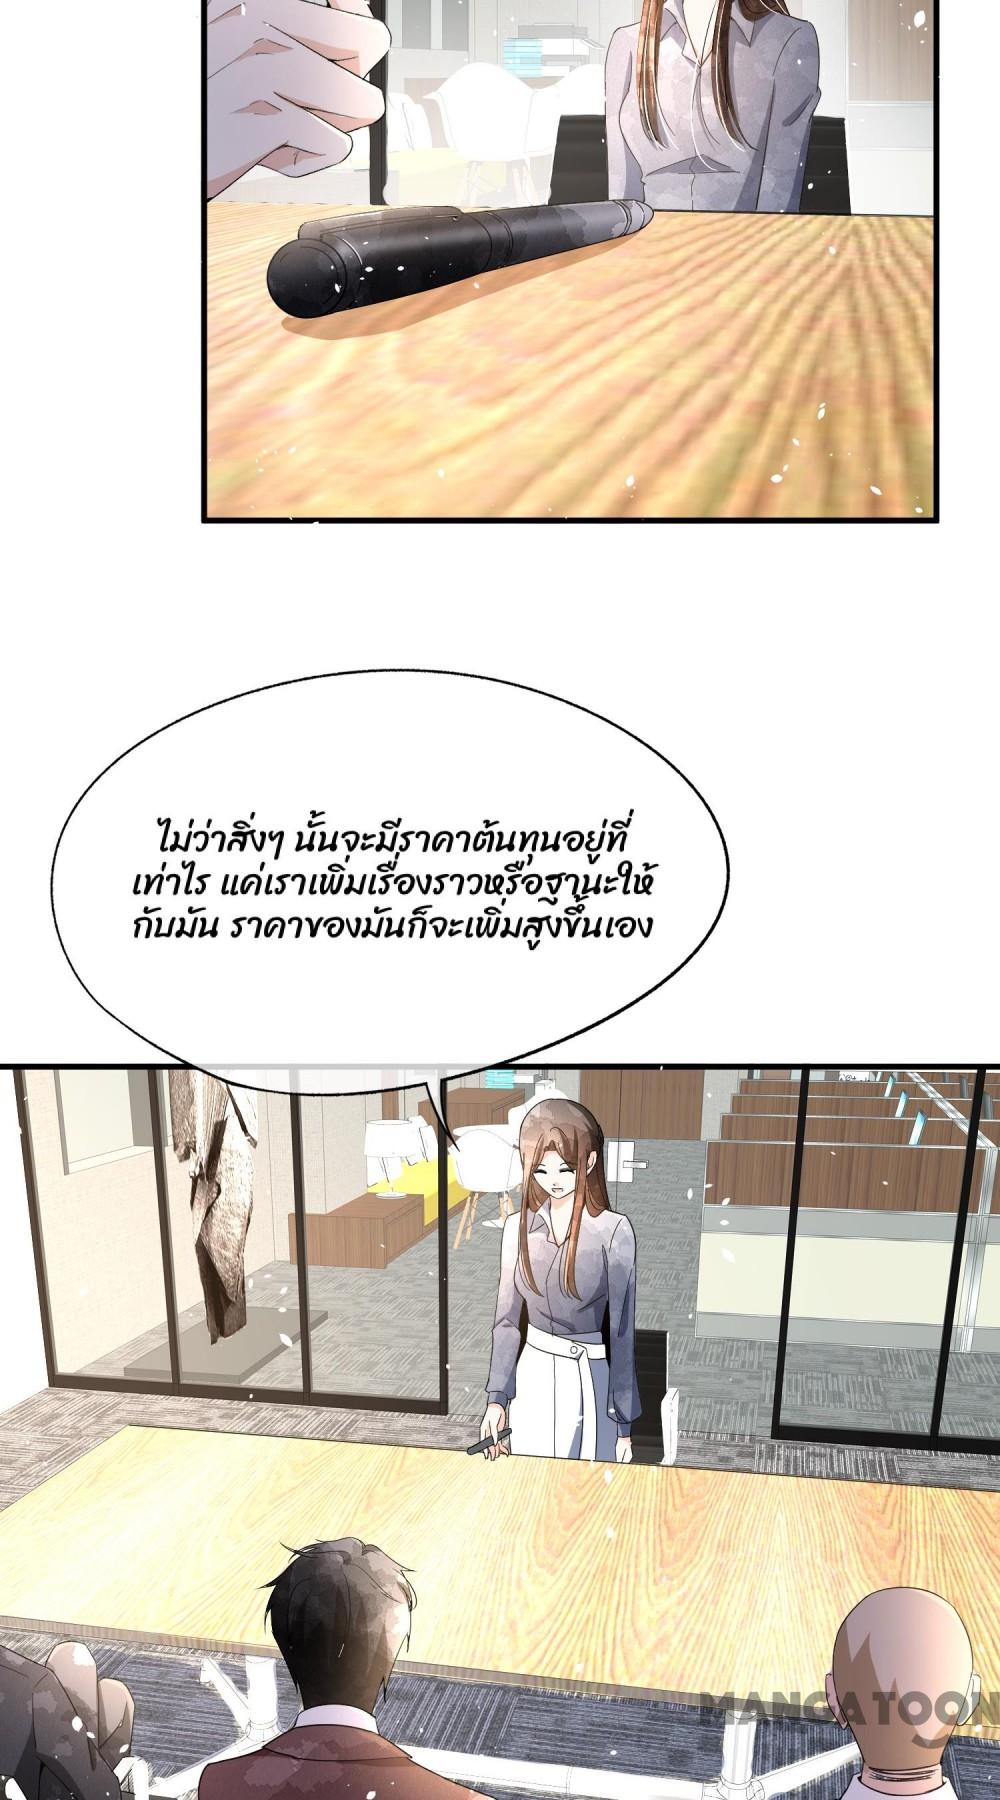 ไม่ว่าสิ่งๆ นั้นจะมีราคาต้นทุนอยู่ที่
เท่าไร แค่เราเพิ่มเรื่องราวหรือฐานะให้
กับมัน ราคาของมันก็จะเพิ่มสูงขึ้นเอง
MANGATOON